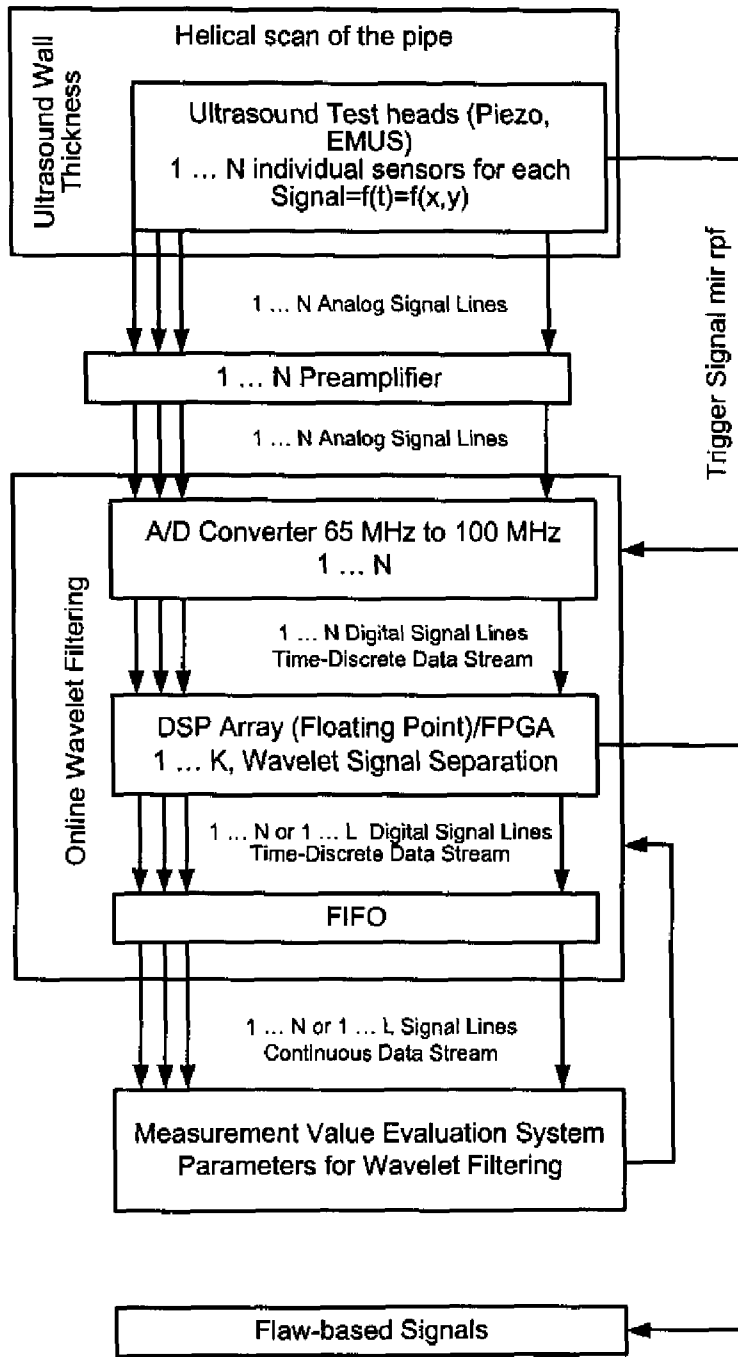 Helical scan of the pipe
Ultrasound Wall
Thickness
Ultrasound Test heads (Piezo,
EMUS)
1 ... N individual sensors for each
Signal=f(t)=f(x,y)
1 ... N Analog Signal Lines
Trigger Signal mir rpf
1 ... N Preamplifier
1 ... N Analog Signal Lines
Online Wavelet Filtering
A/D Converter 65 MHz to 100 MHz
1 ... N
1 ... N Digital Signal Lines
Time-Discrete Data Stream
DSP Array (Floating Point)/FPGA
1 ... K, Wavelet Signal Separation
1 ... N or 1 ... L Digital Signal Lines
Time-Discrete Data Stream
FIFO
1 ... N or 1 ... L Signal Lines
Continuous Data Stream
Measurement Value Evaluation System
Parameters for Wavelet Filtering
Flaw-based Signals